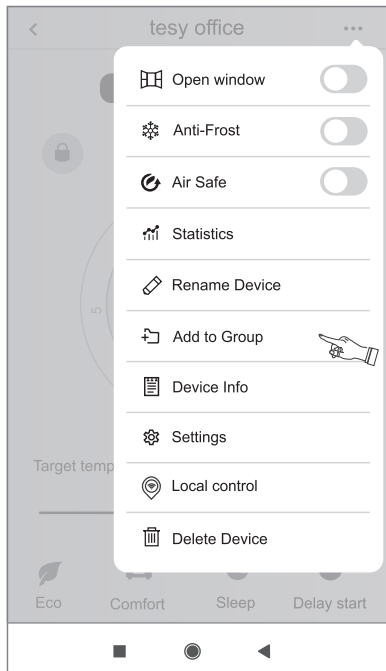 tesy office
Open window
Anti-Frost
Air Safe
Statistics
Rename Device
Add to Group
5
Device Info
Settings
Target temp
Local control
Delete Device
Eco Comfort Sleep Delay start